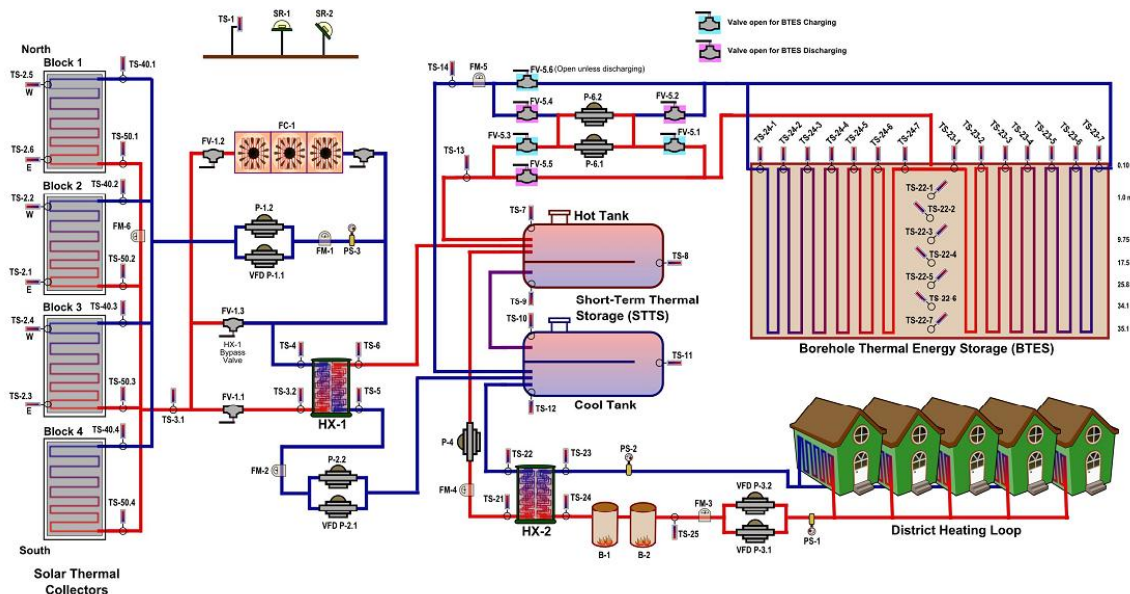 TS-1
SR-1
SR-2
Valve open for BTES Charging
Valve open for BTES Discharging
North
Block 1
TS-40.1
TS-2.5
W
TS-50.1
TS-2.6
E
Block 2
TS-40.2
TS-2.2
W
FM-6
TS-50.2
TS-2.1
E
Block 3
TS-40.3
TS-2.4
W
TS-50.3
TS-2.3
E
Block 4
TS-40.4
TS-50.4
South
Solar Thermal
Collectors
TS-3.1
FV-1.2
FC-1
P-1.2
VFD P-1.1
FM-1
PS-3
FV-1.3
HX-1
Bypass
Valve
TS-4
TS-6
FV-1.1
TS-3.2
TS-5
HX-1
FM-2
P-2.2
VFD P-2.1
TS-14
FM-5
FV-5.6 (Open unless discharging)
FV-5.4
P-6.2
FV-5.2
FV-5.3
P-6.1
FV-5.1
TS-13
FV-5.5
TS-7
Hot Tank
TS-8
TS-9
Short-Term Thermal
Storage (STTS)
TS-10
TS-11
TS-12
Cool Tank
TS-24-1
TS-24-2
TS-24-3
TS-24-4
TS-24-5
TS-24-6
TS-24-7
TS-23-1
TS-23-2
TS-23-3
TS-23-4
TS-23-5
TS-23-6
TS-23-7
TS-22-1
TS-22-2
TS-22-3
TS-22-4
TS-22-5
TS 22-6
TS-22-7
0.10
1.0
9.75
17.5
25.8
34.1
35.1
Borehole Thermal Energy Storage (BTES)
P-4
FM-4
TS-22
TS-23
PS-2
TS-21
TS-24
HX-2
B-1
B-2
TS-25
FM-3
VFD P-3.2
VFD P-3.1
PS-1
District Heating Loop